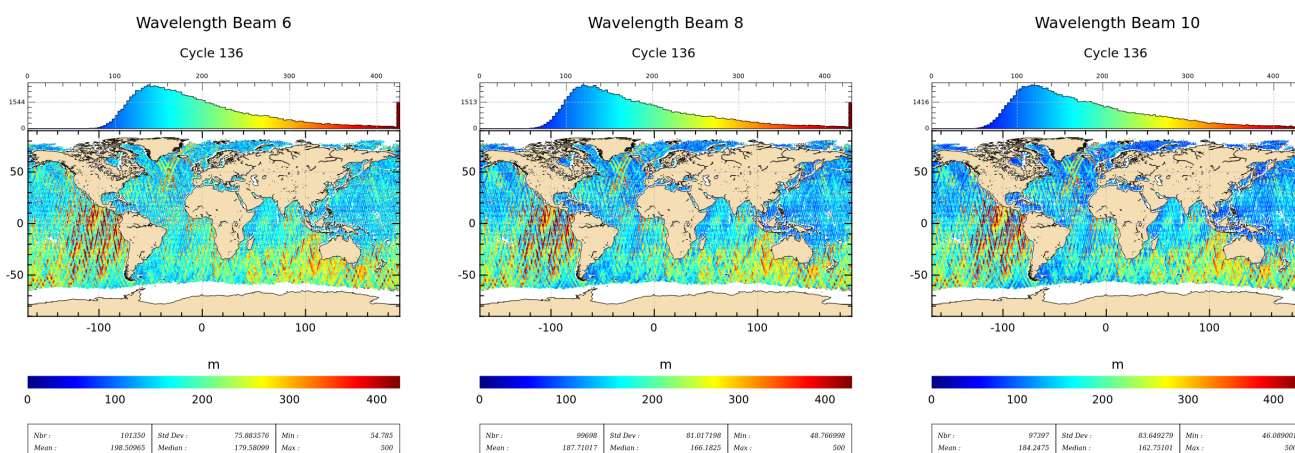 Wavelength Beam 6
Cycle 136
0 100 200 300 400
1544
0
50
0
-50
-100 0 100
m
0 100 200 300 400
Nbr : 101350 Std Dev : 75.883576 Min : 54.785
Mean : 198.50965 Median : 179.58099 Max : 500
Wavelength Beam 8
Cycle 136
0 100 200 300 400
1513
0
50
0
-50
-100 0 100
m
0 100 200 300 400
Nbr : 99698 Std Dev : 81.017198 Min : 48.766998
Mean : 187.71017 Median : 166.1825 Max : 500
Wavelength Beam 10
Cycle 136
0 100 200 300 400
1416
0
50
0
-50
-100 0 100
m
0 100 200 300 400
Nbr : 97397 Std Dev : 83.649279 Min : 46.089001
Mean : 184.2475 Median : 162.75101 Max : 500